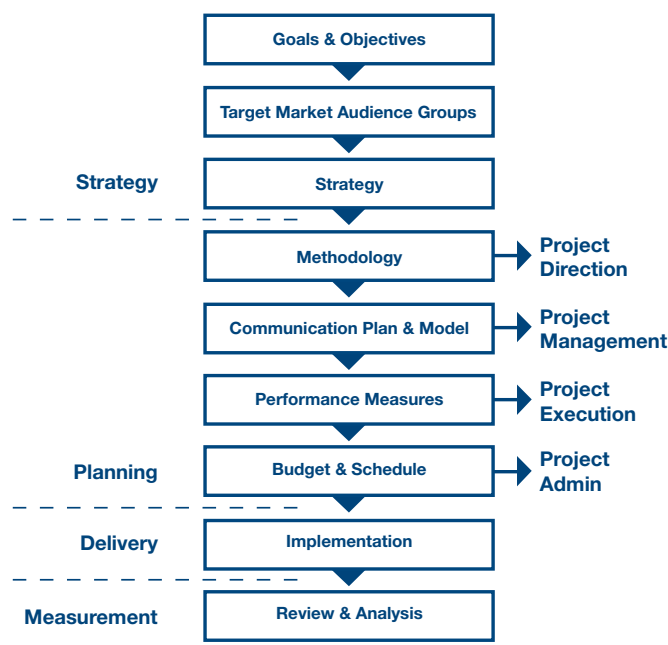 Goals & Objectives
Target Market Audience Groups
Strategy
Strategy
Methodology
Project
Direction
Communication Plan & Model
Project
Management
Performance Measures
Project
Execution
Planning
Budget & Schedule
Project
Admin
Delivery
Implementation
Measurement
Review & Analysis